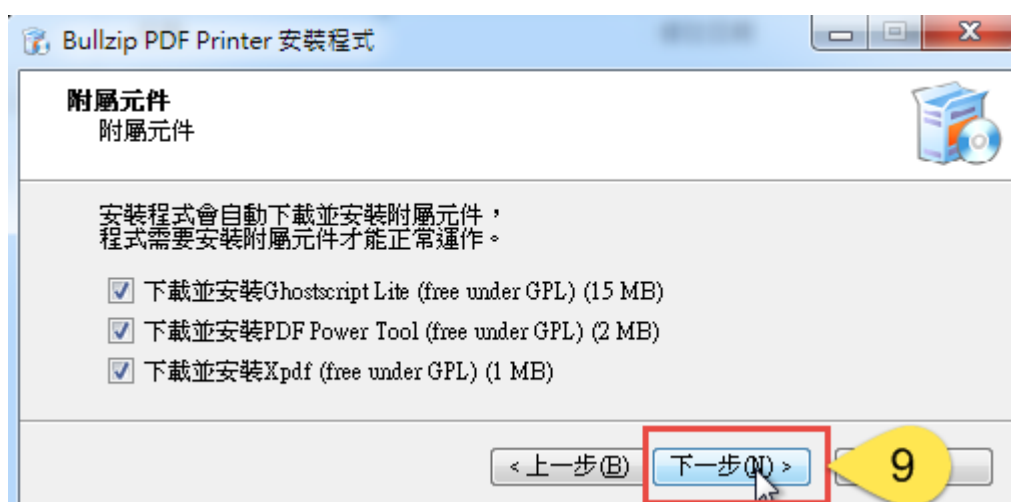 Bullzip PDF Printer 安裝程式
附屬元件
附屬元件
安裝程式會自動下載並安裝附屬元件，
程式需要安裝附屬元件才能正常運作。
下載並安裝Ghostscript Lite (free under GPL) (15 MB)
下載並安裝PDF Power Tool (free under GPL) (2 MB)
下載並安裝Xpdf (free under GPL) (1 MB)
<上一步(B) 下一步(N)> 9